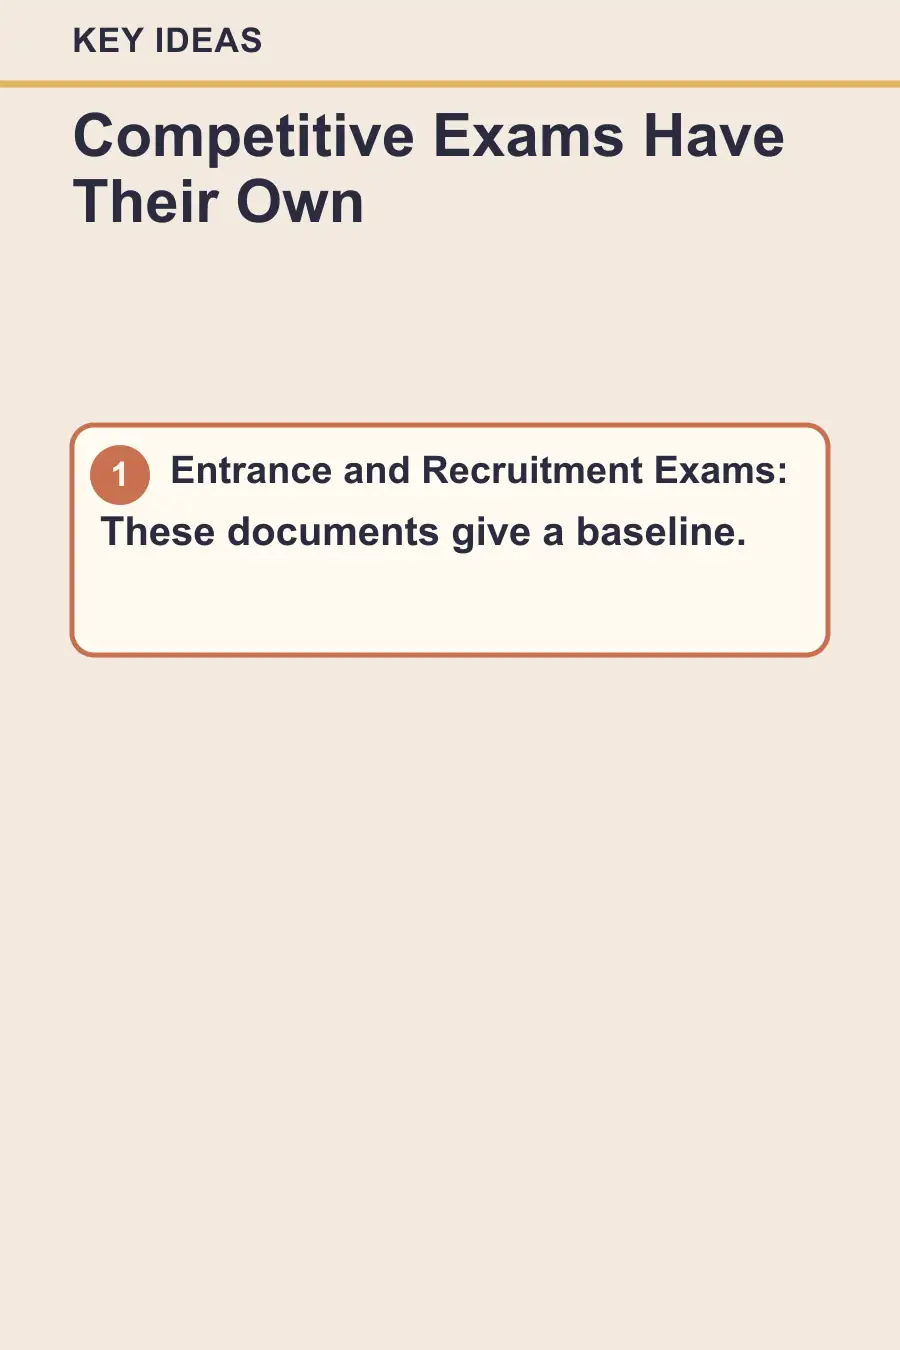 KEY IDEAS
Competitive Exams Have
Their Own
1 Entrance and Recruitment Exams:
These documents give a baseline.